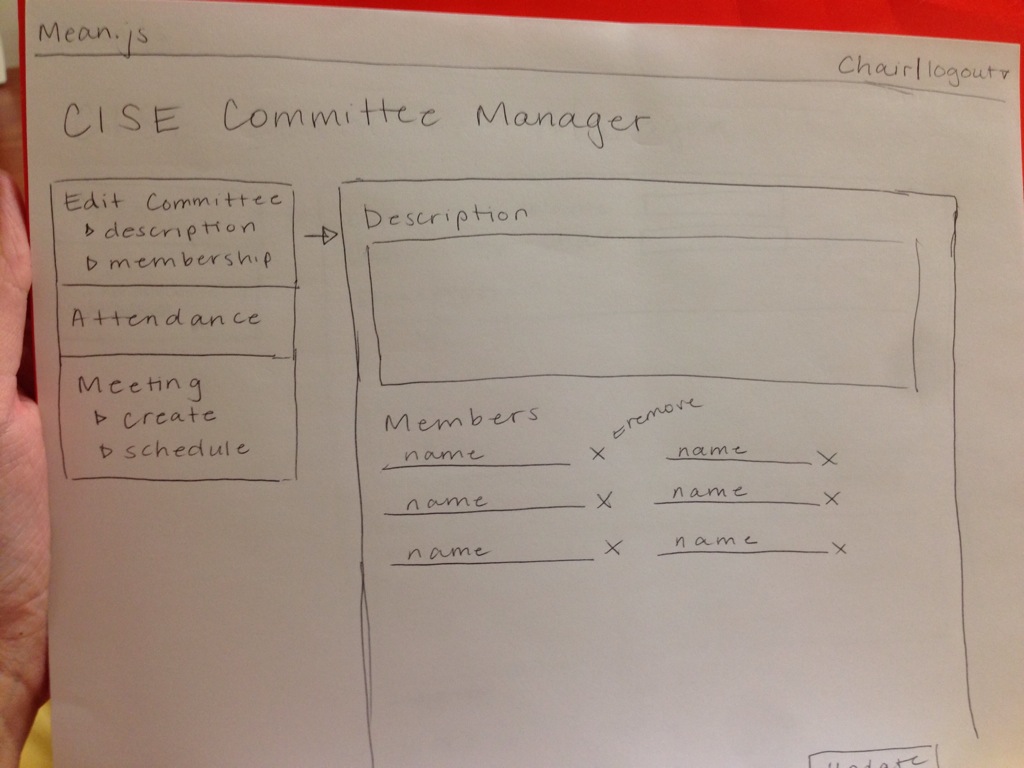 Mean.js
Chair/logout
CISE Committee Manager
Edit Committee
description
membership
Attendance
Meeting
create
schedule
Description
Members
remove
name X name X
name X name X
name X name X
Update